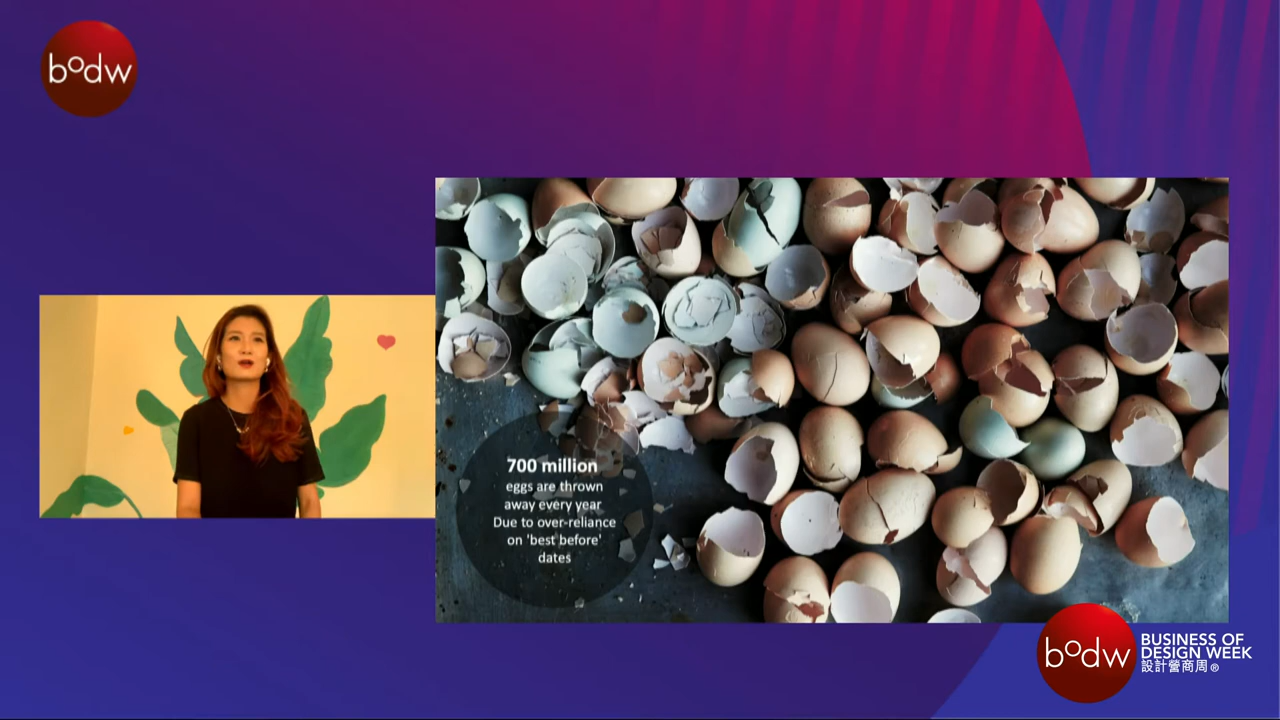 bodw
700 million
eggs are thrown
away every year
Due to over-reliance
on 'best before'
dates
bodw
BUSINESS OF
DESIGN WEEK
設計營商周®